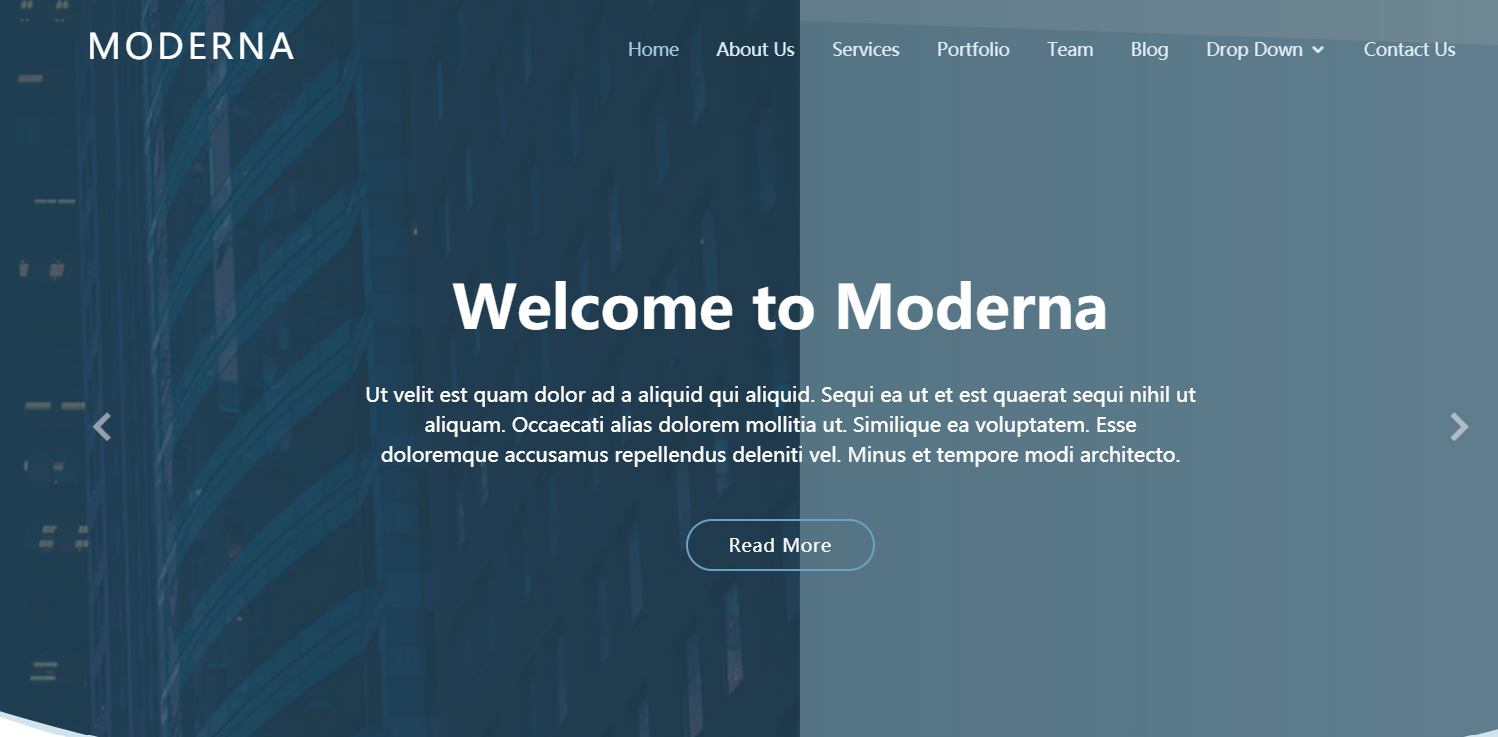 MODERNA
Home About Us Services Portfolio Team Blog Drop Down Contact Us
Welcome to Moderna
Ut velit est quam dolor ad a aliquid qui aliquid. Sequi ea ut et est quaerat sequi nihil ut
aliquam. Occaecati alias dolorem mollitia ut. Similique ea voluptatem. Esse
doloremque accusamus repellendus deleniti vel. Minus et tempore modi architecto.
Read More